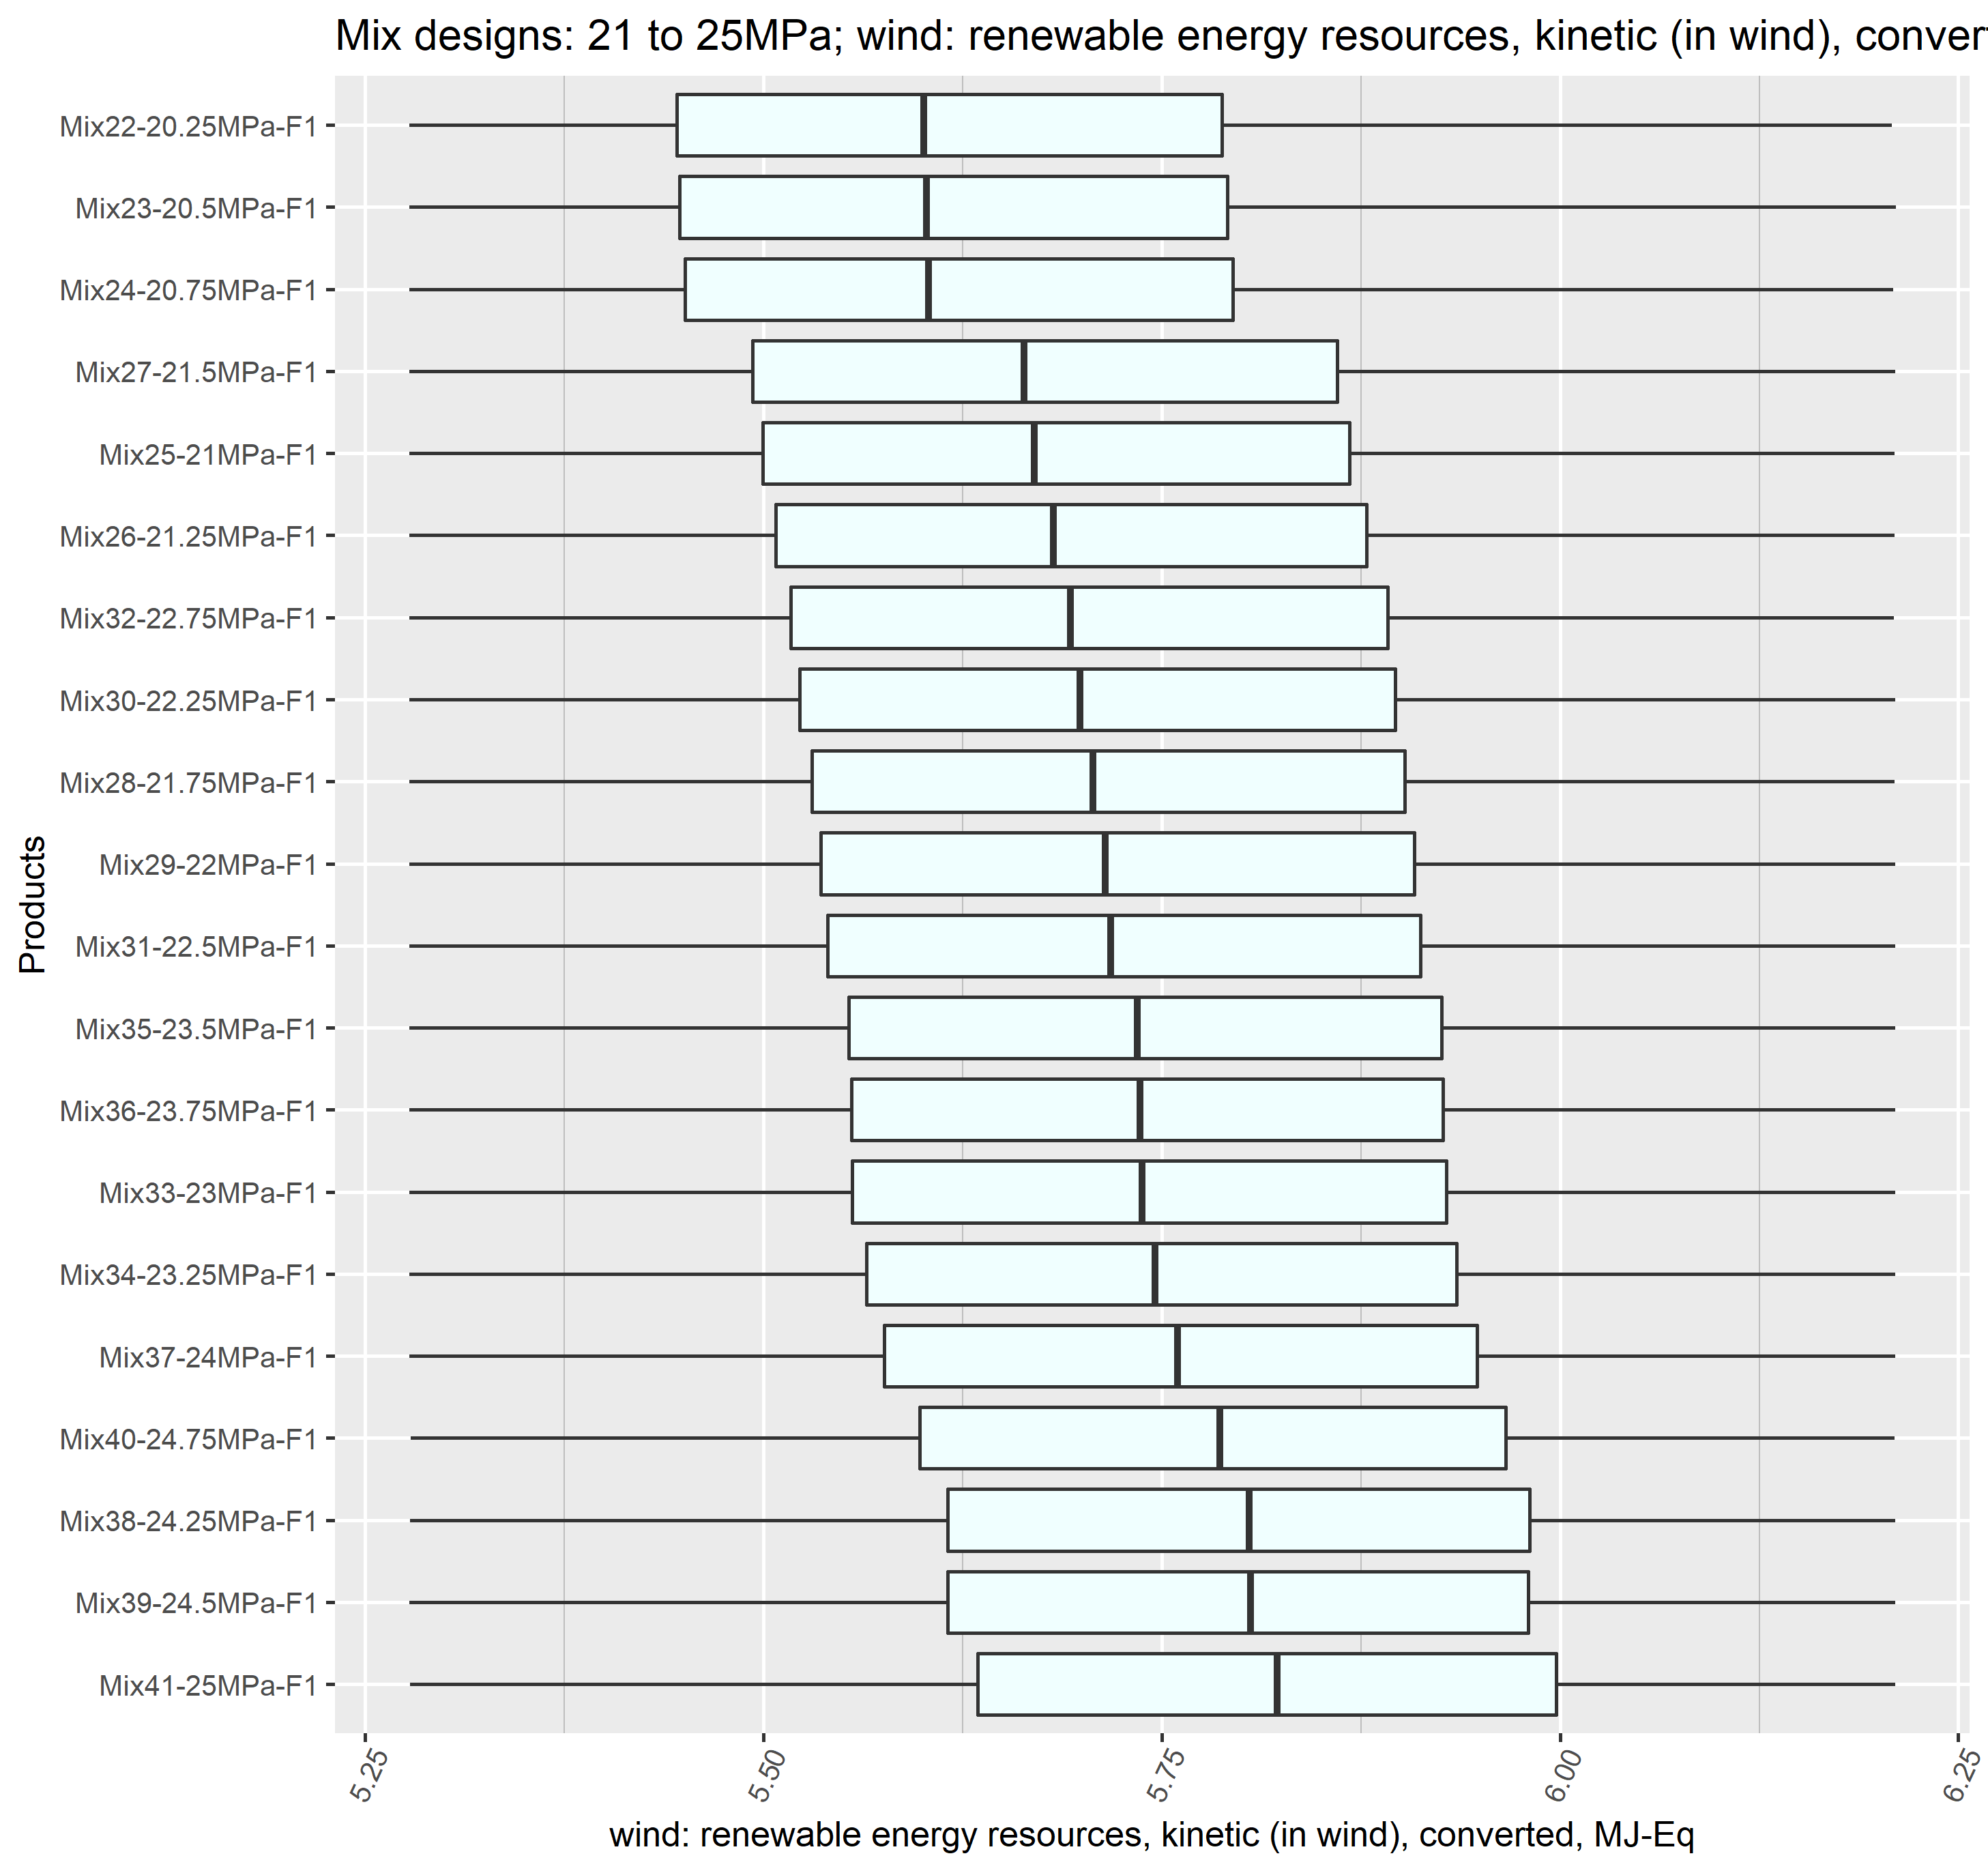 Mix designs: 21 to 25MPa; wind: renewable energy resources, kinetic (in wind), conver
Mix22-20.25MPa-F1
Mix23-20.5MPa-F1
Mix24-20.75MPa-F1
Mix27-21.5MPa-F1
Mix25-21MPa-F1
Mix26-21.25MPa-F1
Mix32-22.75MPa-F1
Mix30-22.25MPa-F1
Mix28-21.75MPa-F1
Mix29-22MPa-F1
Mix31-22.5MPa-F1
Mix35-23.5MPa-F1
Mix36-23.75MPa-F1
Mix33-23MPa-F1
Mix34-23.25MPa-F1
Mix37-24MPa-F1
Mix40-24.75MPa-F1
Mix38-24.25MPa-F1
Mix39-24.5MPa-F1
Mix41-25MPa-F1
Products
5.25
5.50
5.75
6.00
6.25
wind: renewable energy resources, kinetic (in wind), converted, MJ-Eq